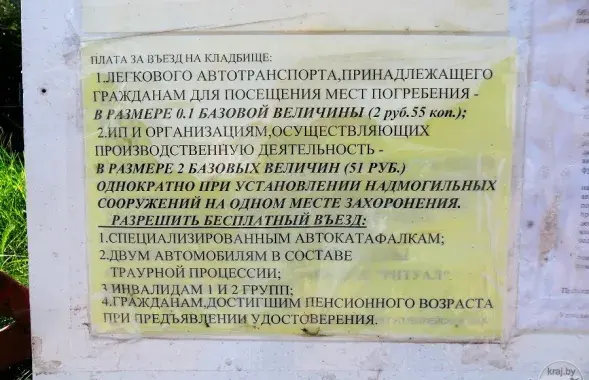 ПЛАТА ЗА ВЪЕЗД НА КЛАДБИЩЕ:
1.ЛЕГКОВОГО АВТОТРАНСПОРТА,ПРИНАДЛЕЖАЩЕГО
ГРАЖДАНАМ ДЛЯ ПОСЕЩЕНИЯ МЕСТ ПОГРЕБЕНИЯ -
В РАЗМЕРЕ 0.1 БАЗОВОЙ ВЕЛИЧИНЫ (2 руб.55 коп.);
2.ИП И ОРГАНИЗАЦИЯМ,ОСУЩЕСТВЛЯЮЩИХ
ПРОИЗВОДСТВЕННУЮ ДЕЯТЕЛЬНОСТЬ -
В РАЗМЕРЕ 2 БАЗОВЫХ ВЕЛИЧИН (51 РУБ.)
ОДНОКРАТНО ПРИ УСТАНОВЛЕНИИ НАДМОГИЛЬНЫХ
СООРУЖЕНИЙ НА ОДНОМ МЕСТЕ ЗАХОРОНЕНИЯ.
РАЗРЕШИТЬ БЕСПЛАТНЫЙ ВЪЕЗД:
1.СПЕЦИАЛИЗИРОВАННЫМ АВТОКАТАФАЛКАМ;
2.ДВУМ АВТОМОБИЛЯМ В СОСТАВЕ
ТРАУРНОЙ ПРОЦЕССИИ;
3.ИНВАЛИДАМ 1 И 2 ГРУПП;
4.ГРАЖДАНАМ,ДОСТИГШИМ ПЕНСИОННОГО ВОЗРАСТА
ПРИ ПРЕДЪЯВЛЕНИИ УДОСТОВЕРЕНИЯ.
"РИТУАЛ"
kraj.by